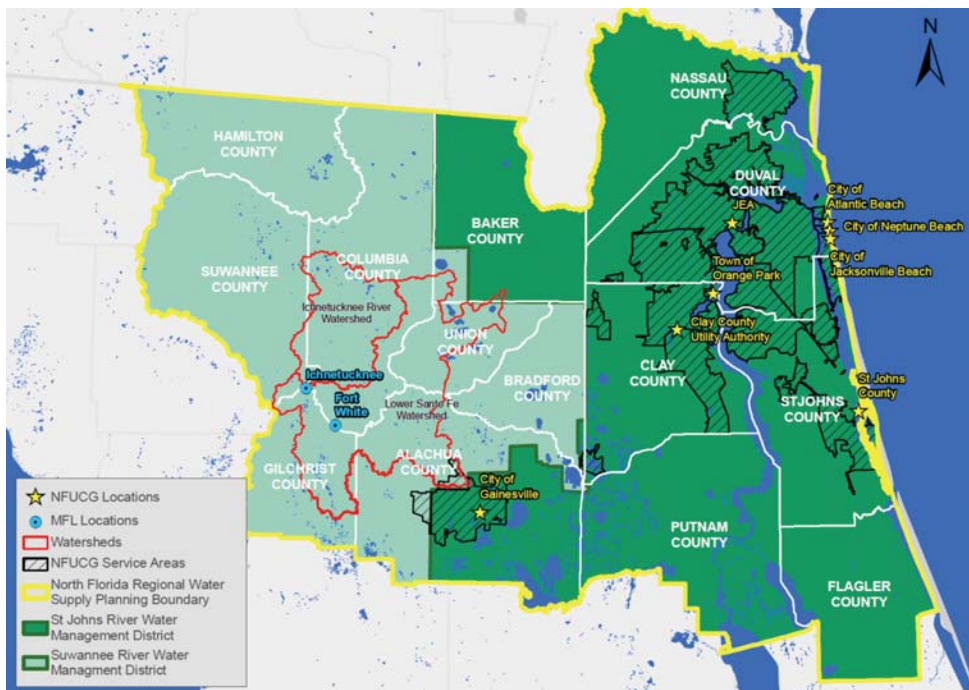 N
NASSAU
COUNTY
HAMILTON
COUNTY
DUVAL
COUNTY
JEA
City of
Atlantic Beach
City of Neptune Beach
City of
Jacksonville Beach
BAKER
COUNTY
COLUMBIA
COUNTY
SUWANNEE
COUNTY
Town of
Orange Park
Ichnetucknee River
Watershed
Clay County
Utility Authority
UNION
COUNTY
CLAY
COUNTY
BRADFORD
COUNTY
St Johns
County
STJOHNS
COUNTY
Ichnetucknee
Fort
White
Lower Sante Fe
Watershed
ALACHUA
COUNTY
GILCHRIST
COUNTY
City of
Gainesville
PUTNAM
COUNTY
FLAGLER
COUNTY
NFUCG Locations
MFL Locations
Watersheds
NFUCG Service Areas
North Florida Regional Water
Supply Planning Boundary
St Johns River Water
Management District
Suwannee River Water
Managment District